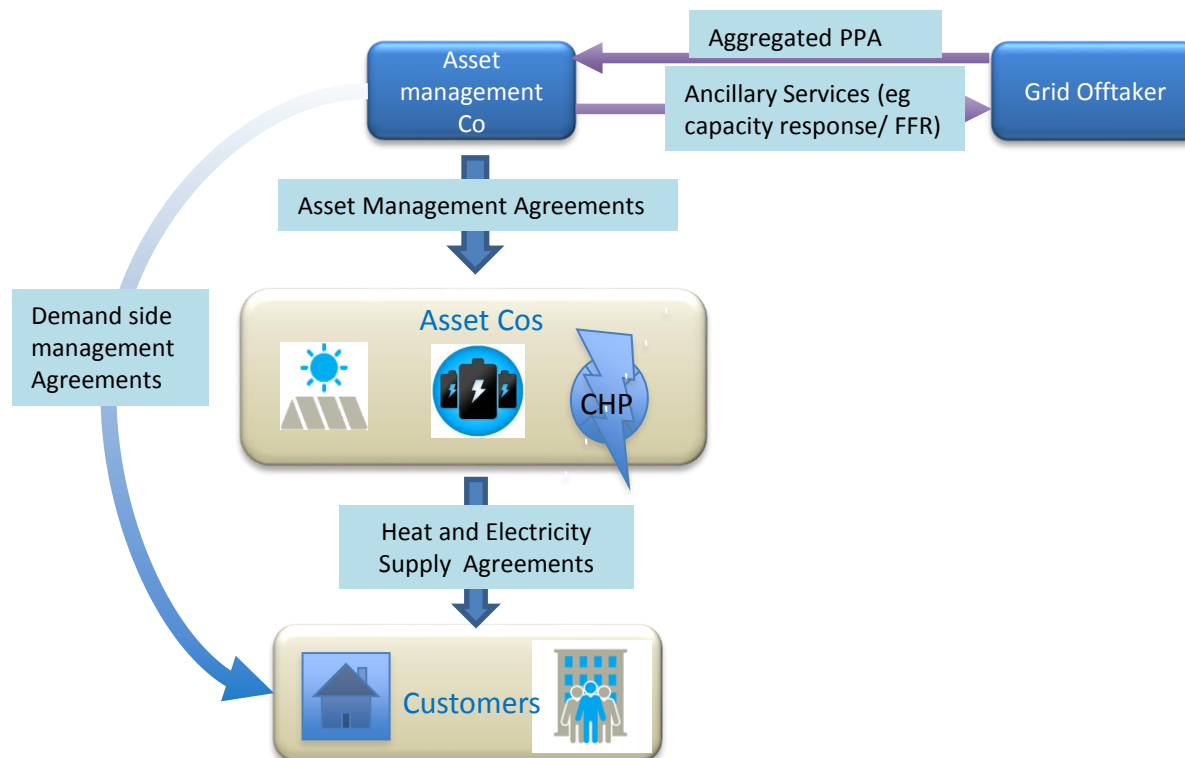 Aggregated PPA
Asset
management
Co
Ancillary Services (eg
capacity response/ FFR)
Grid Offtaker
Asset Management Agreements
Demand side
management
Agreements
Asset Cos
CHP
Heat and Electricity
Supply Agreements
Customers